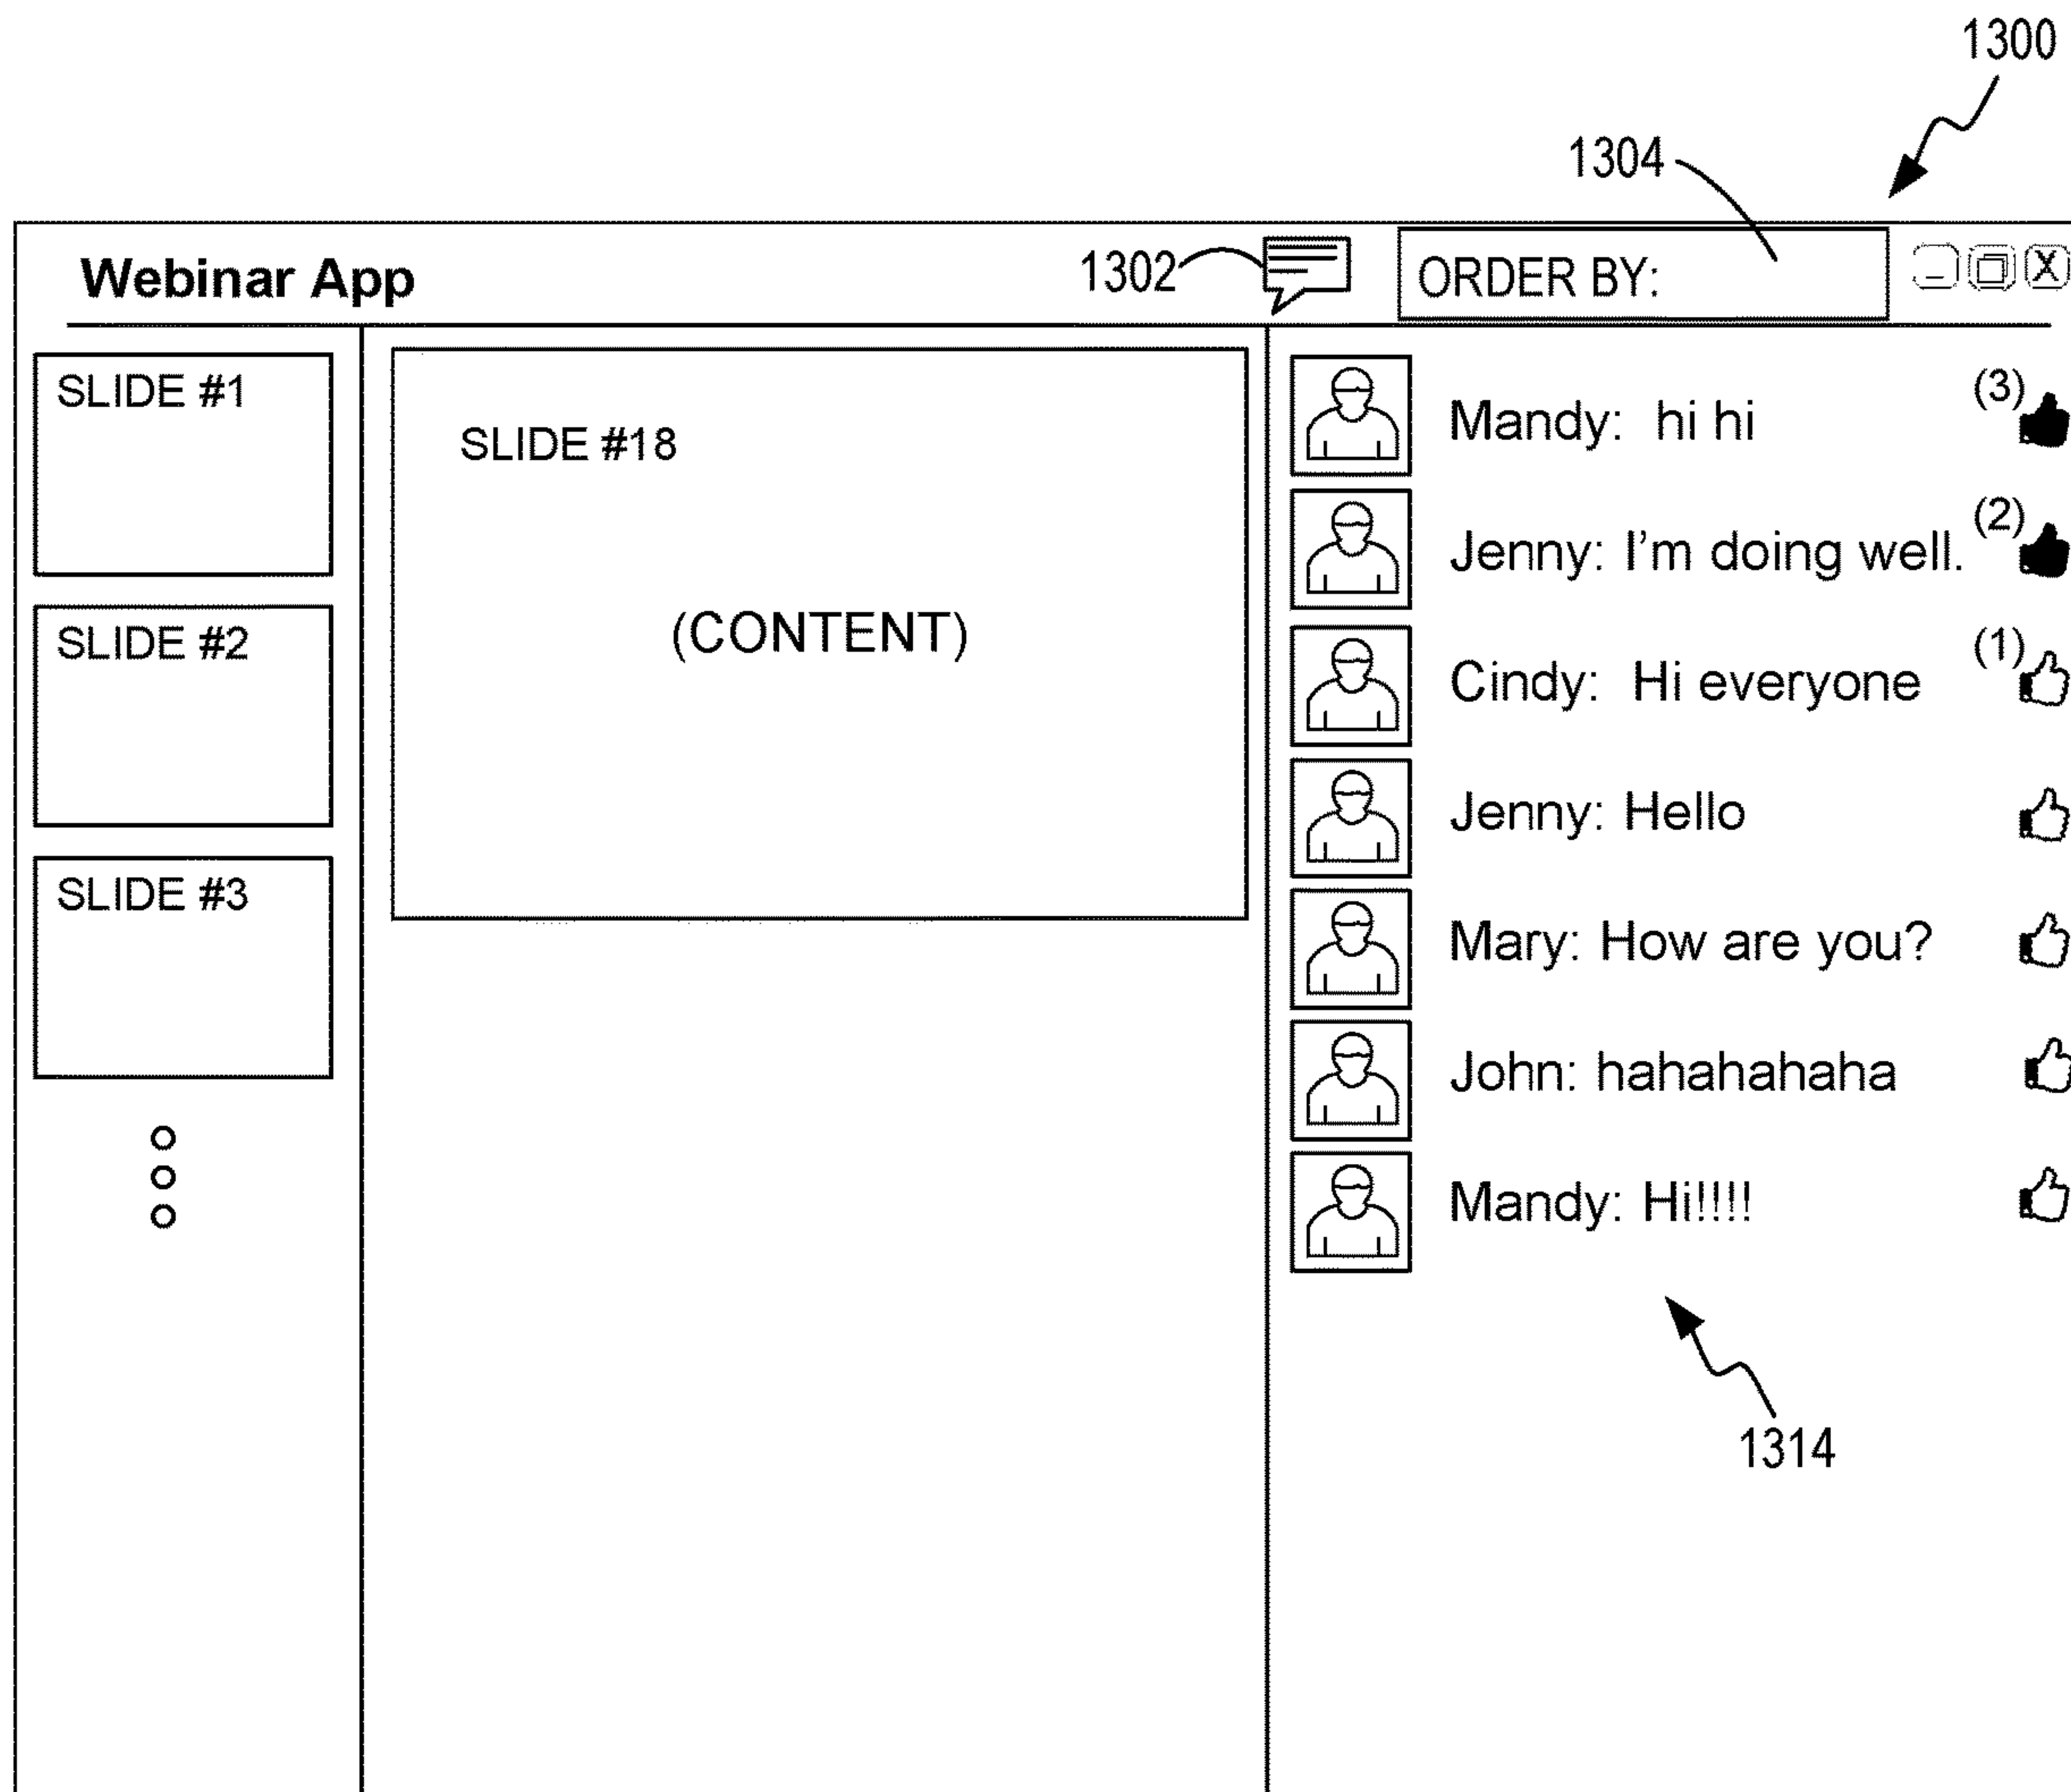 1300
1304
Webinar App
1302
ORDER BY:
X
SLIDE #1
SLIDE #2
SLIDE #3
SLIDE #18
(CONTENT)
Mandy: hi hi (3)
Jenny: I'm doing well. (2)
Cindy: Hi everyone (1)
Jenny: Hello
Mary: How are you?
John: hahahahaha
Mandy: Hi!!!!
1314